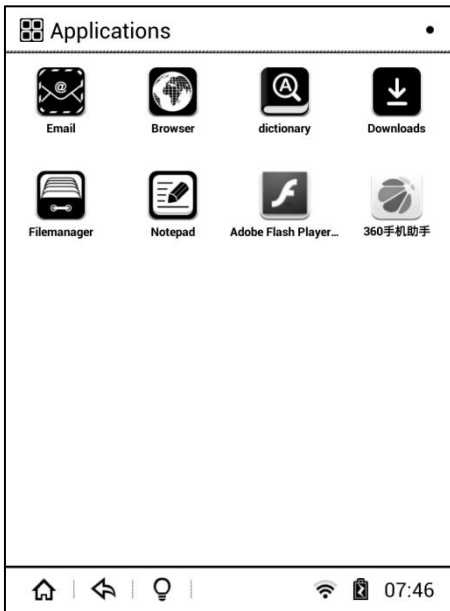 Applications
Email
Browser
dictionary
Downloads
Filemanager
Notepad
Adobe Flash Player...
360手机助手
07:46